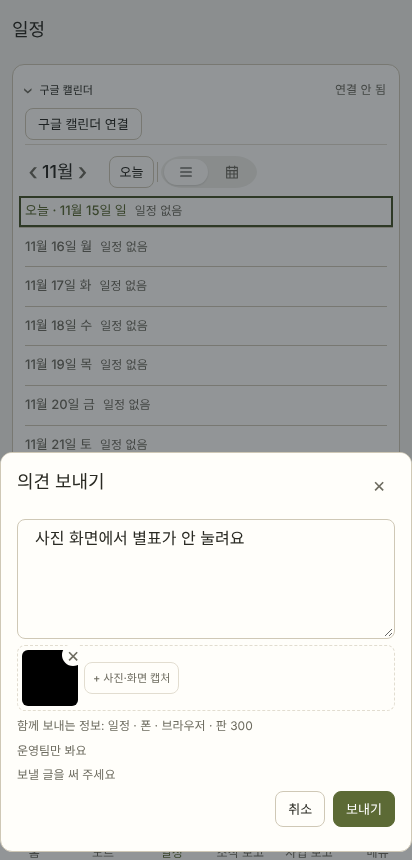 일정
구글 캘린더 연결 안 됨
구글 캘린더 연결
11월 오늘
오늘 · 11월 15일 일 일정 없음
11월 16일 월 일정 없음
11월 17일 화 일정 없음
11월 18일 수 일정 없음
11월 19일 목 일정 없음
11월 20일 금 일정 없음
11월 21일 토 일정 없음
의견 보내기
사진 화면에서 별표가 안 눌려요
+ 사진·화면 캡처
함께 보내는 정보: 일정 · 폰 · 브라우저 · 판 300
운영팀만 봐요
보낼 글을 써 주세요
취소 보내기